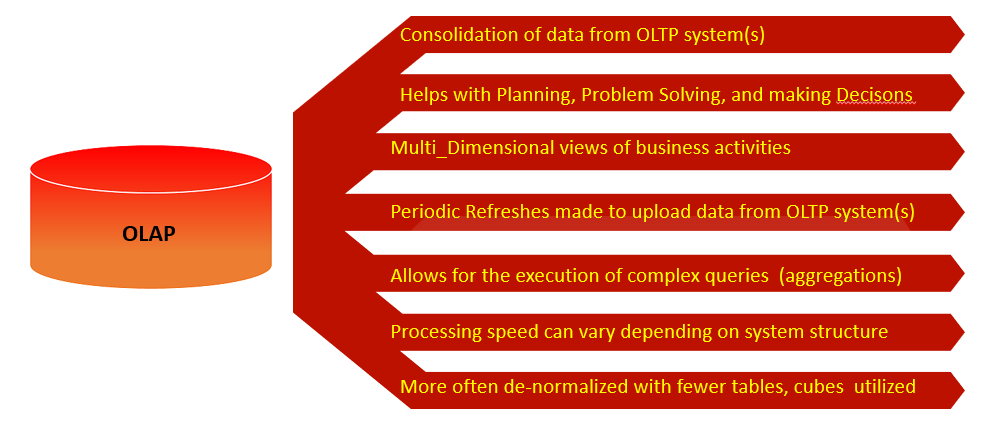 Consolidation of data from OLTP system(s)
Helps with Planning, Problem Solving, and making Decisons
Multi_Dimensional views of business activities
OLAP
Periodic Refreshes made to upload data from OLTP system(s)
Allows for the execution of complex queries  (aggregations)
Processing speed can vary depending on system structure
More often de-normalized with fewer tables, cubes  utilized